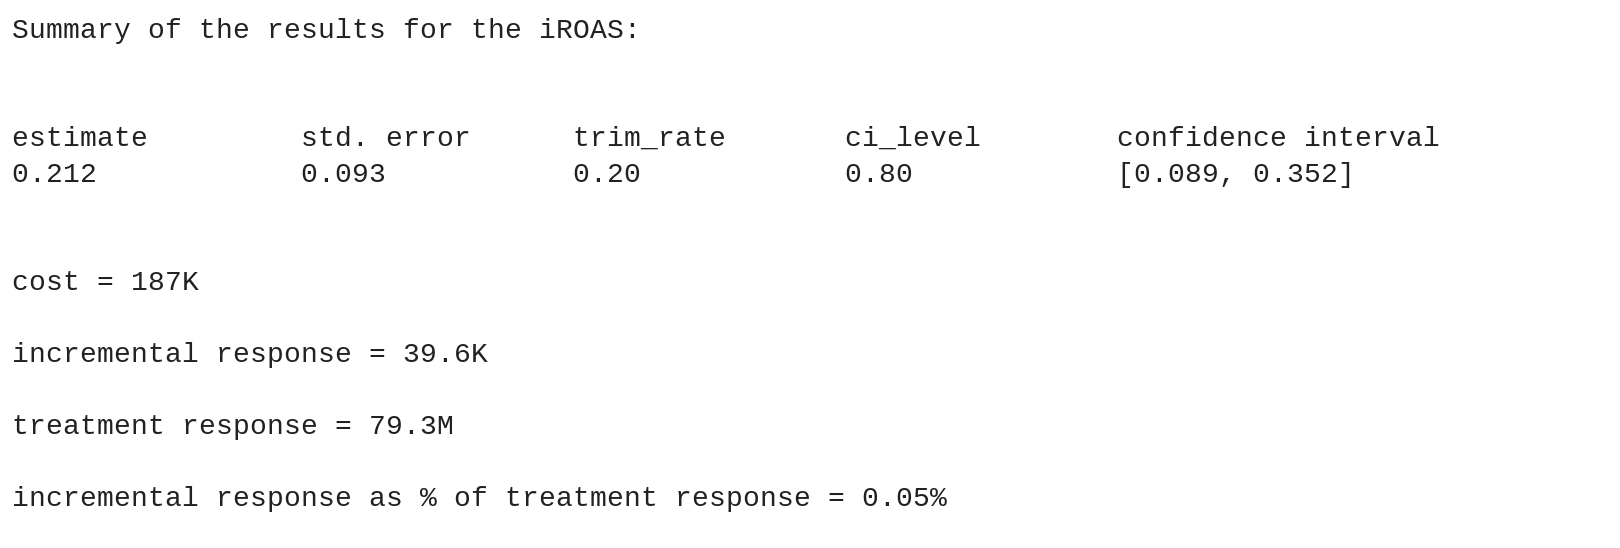 Summary of the results for the iROAS:
estimate std. error trim_rate ci_level confidence interval
0.212 0.093 0.20 0.80 [0.089, 0.352]
cost = 187K
incremental response = 39.6K
treatment response = 79.3M
incremental response as % of treatment response = 0.05%